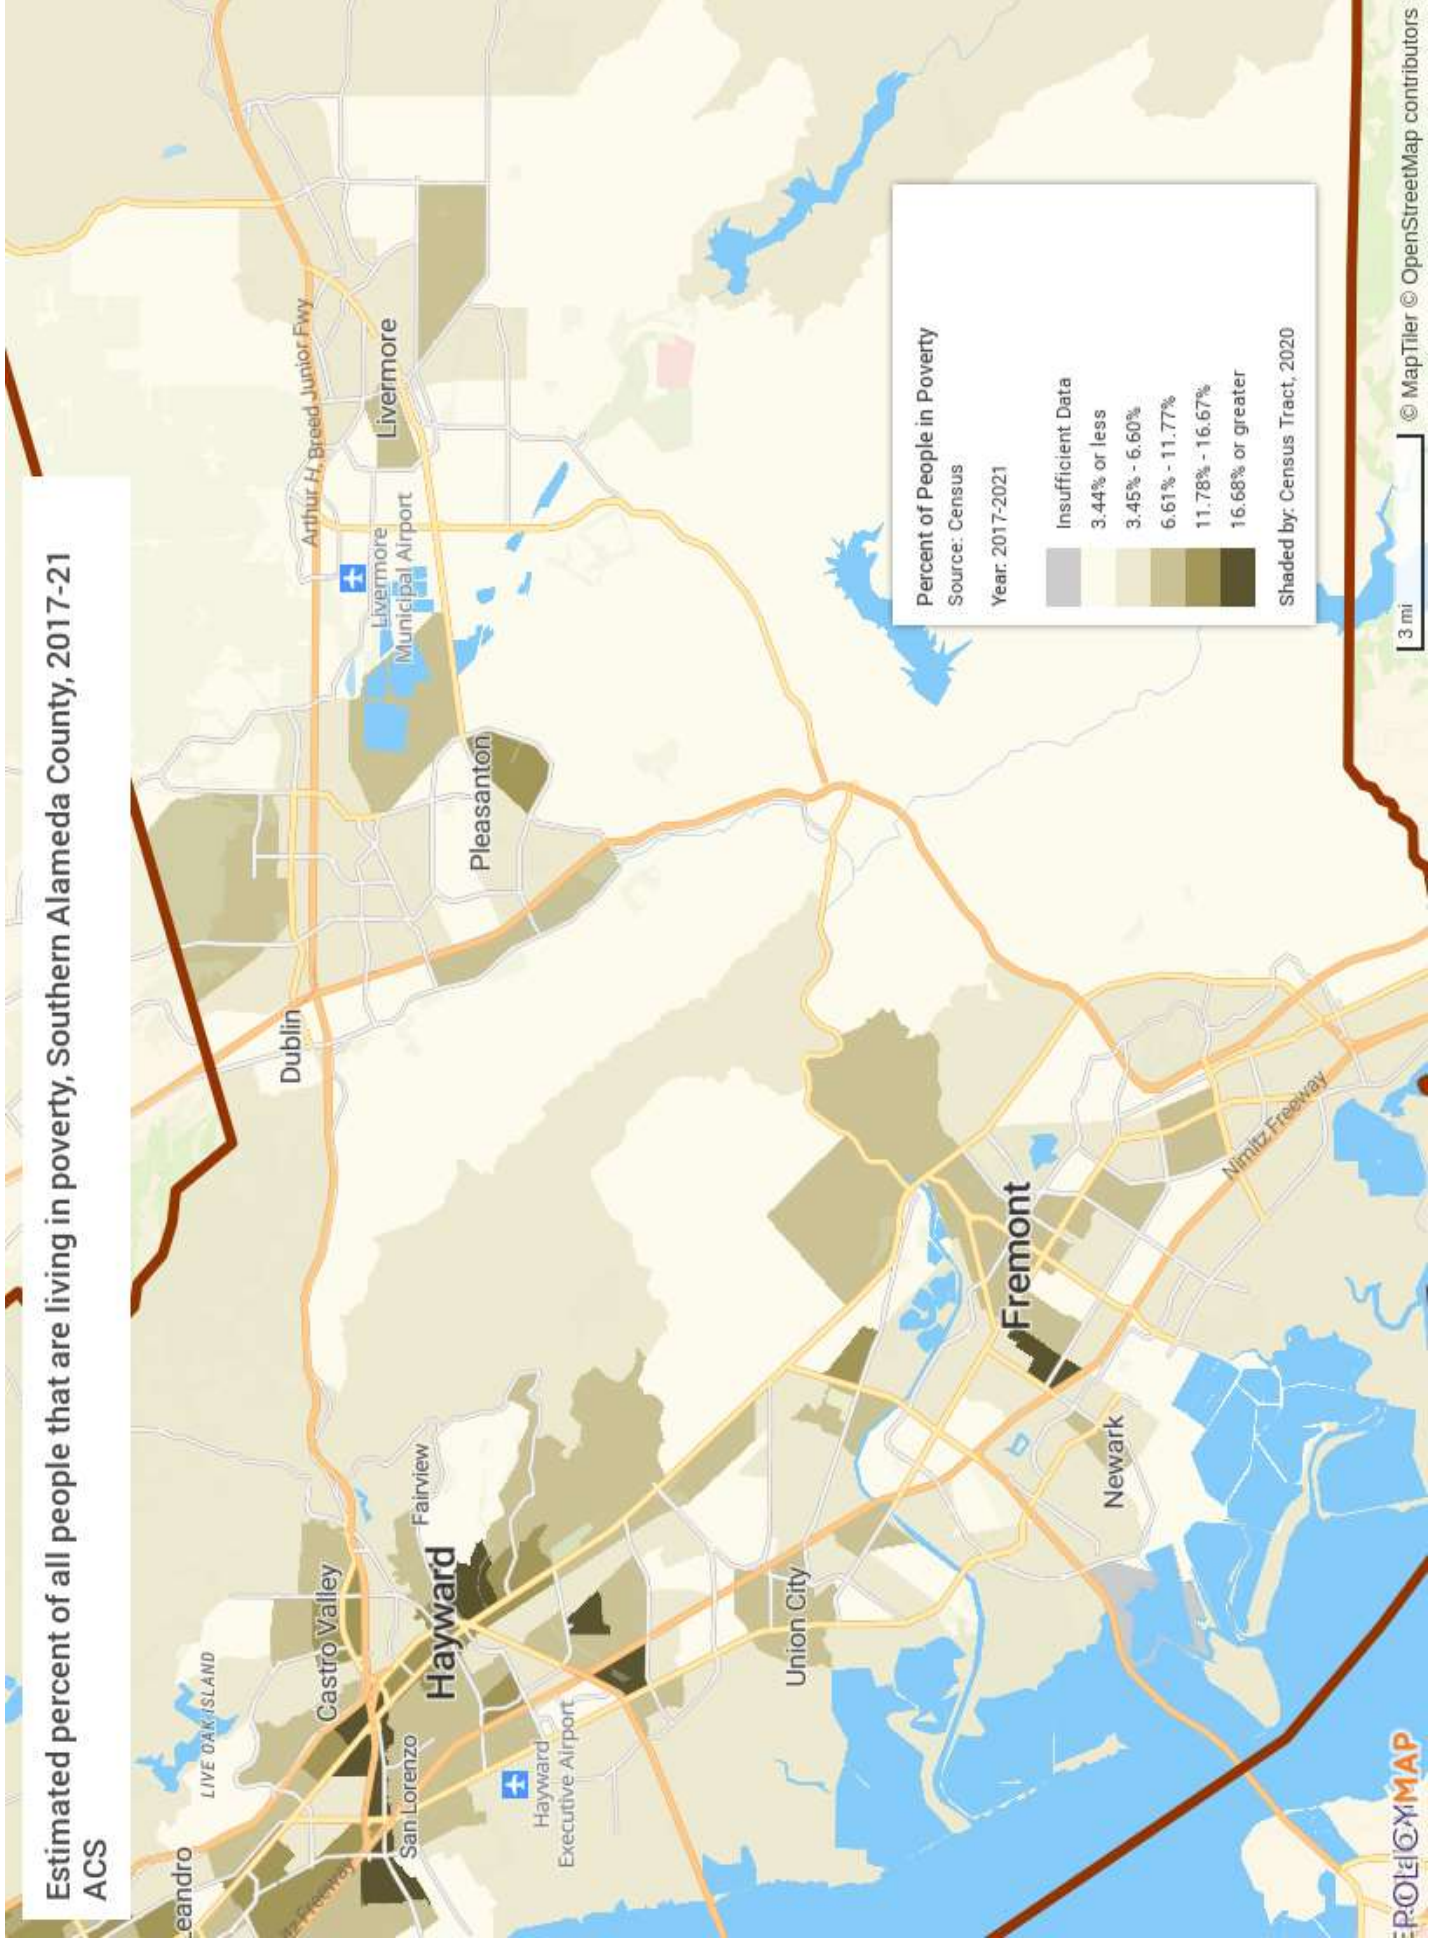 Estimated percent of all people that are living in poverty, Southern Alameda County, 2017-21
ACS
Leandro
Nimitz Freeway
LIVE OAK ISLAND
Castro Valley
San Lorenzo
Hayward
Fairview
Hayward
Executive Airport
Dublin
Pleasanton
Arthur H. Breed Junior Fwy
Livermore
Livermore
Municipal Airport
Union City
Fremont
Newark
Nimitz Freeway
Percent of People in Poverty
Source: Census
Year: 2017-2021
Insufficient Data
3.44% or less
3.45% - 6.60%
6.61% - 11.77%
11.78% - 16.67%
16.68% or greater
Shaded by: Census Tract, 2020
3 mi
© MapTiler © OpenStreetMap contributors
POLICYMAP